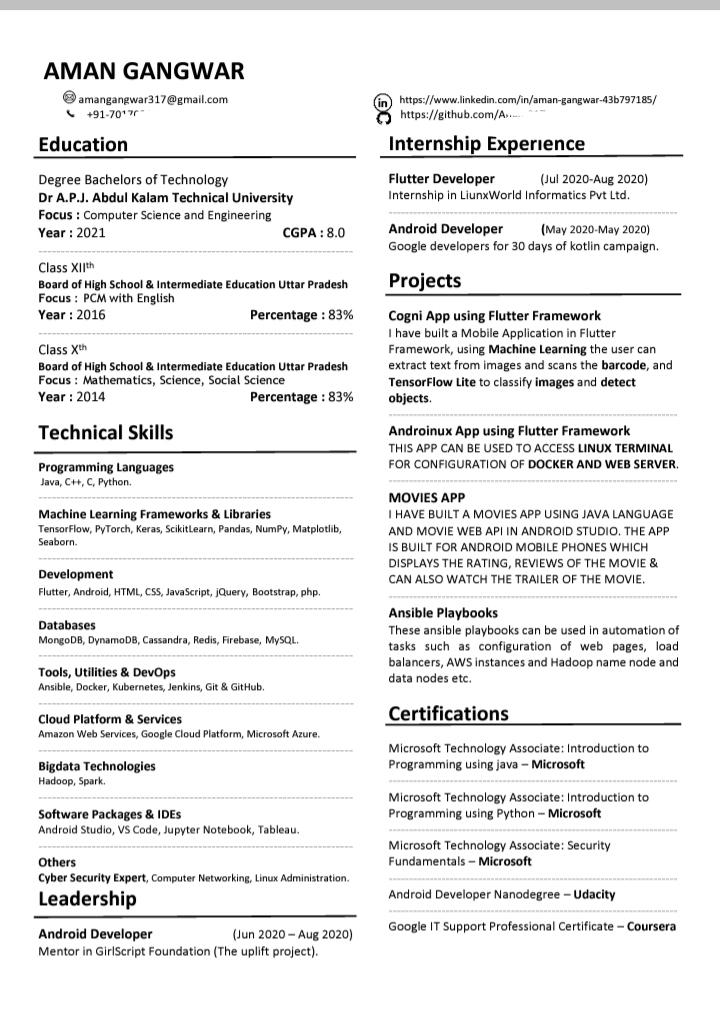 AMAN GANGWAR
amangangwar317@gmail.com
https://www.linkedin.com/in/aman-gangwar-43b797185/
https://github.com/A
Education
Degree Bachelors of Technology
Dr A.P.J. Abdul Kalam Technical University
Focus : Computer Science and Engineering
Year : 2021 CGPA : 8.0
Class XIIth
Board of High School & Intermediate Education Uttar Pradesh
Focus : PCM with English
Year : 2016 Percentage : 83%
Class Xth
Board of High School & Intermediate Education Uttar Pradesh
Focus : Mathematics, Science, Social Science
Year : 2014 Percentage : 83%
Technical Skills
Programming Languages
Java, C++, C, Python.
Machine Learning Frameworks & Libraries
TensorFlow, PyTorch, Keras, ScikitLearn, Pandas, NumPy, Matplotlib,
Seaborn.
Development
Flutter, Android, HTML, CSS, JavaScript, jQuery, Bootstrap, php.
Databases
MongoDB, DynamoDB, Cassandra, Redis, Firebase, MySQL.
Tools, Utilities & DevOps
Ansible, Docker, Kubernetes, Jenkins, Git & GitHub.
Cloud Platform & Services
Amazon Web Services, Google Cloud Platform, Microsoft Azure.
Bigdata Technologies
Hadoop, Spark.
Software Packages & IDEs
Android Studio, VS Code, Jupyter Notebook, Tableau.
Others
Cyber Security Expert, Computer Networking, Linux Administration.
Leadership
Android Developer (Jun 2020 – Aug 2020)
Mentor in GirlScript Foundation (The uplift project).
Internship Experience
Flutter Developer (Jul 2020-Aug 2020)
Internship in LiunxWorld Informatics Pvt Ltd.
Android Developer (May 2020-May 2020)
Google developers for 30 days of kotlin campaign.
Projects
Cogni App using Flutter Framework
I have built a Mobile Application in Flutter
Framework, using Machine Learning the user can
extract text from images and scans the barcode, and
TensorFlow Lite to classify images and detect
objects.
Androinux App using Flutter Framework
THIS APP CAN BE USED TO ACCESS LINUX TERMINAL
FOR CONFIGURATION OF DOCKER AND WEB SERVER.
MOVIES APP
I HAVE BUILT A MOVIES APP USING JAVA LANGUAGE
AND MOVIE WEB API IN ANDROID STUDIO. THE APP
IS BUILT FOR ANDROID MOBILE PHONES WHICH
DISPLAYS THE RATING, REVIEWS OF THE MOVIE &
CAN ALSO WATCH THE TRAILER OF THE MOVIE.
Ansible Playbooks
These ansible playbooks can be used in automation of
tasks such as configuration of web pages, load
balancers, AWS instances and Hadoop name node and
data nodes etc.
Certifications
Microsoft Technology Associate: Introduction to
Programming using java – Microsoft
Microsoft Technology Associate: Introduction to
Programming using Python – Microsoft
Microsoft Technology Associate: Security
Fundamentals – Microsoft
Android Developer Nanodegree – Udacity
Google IT Support Professional Certificate – Coursera